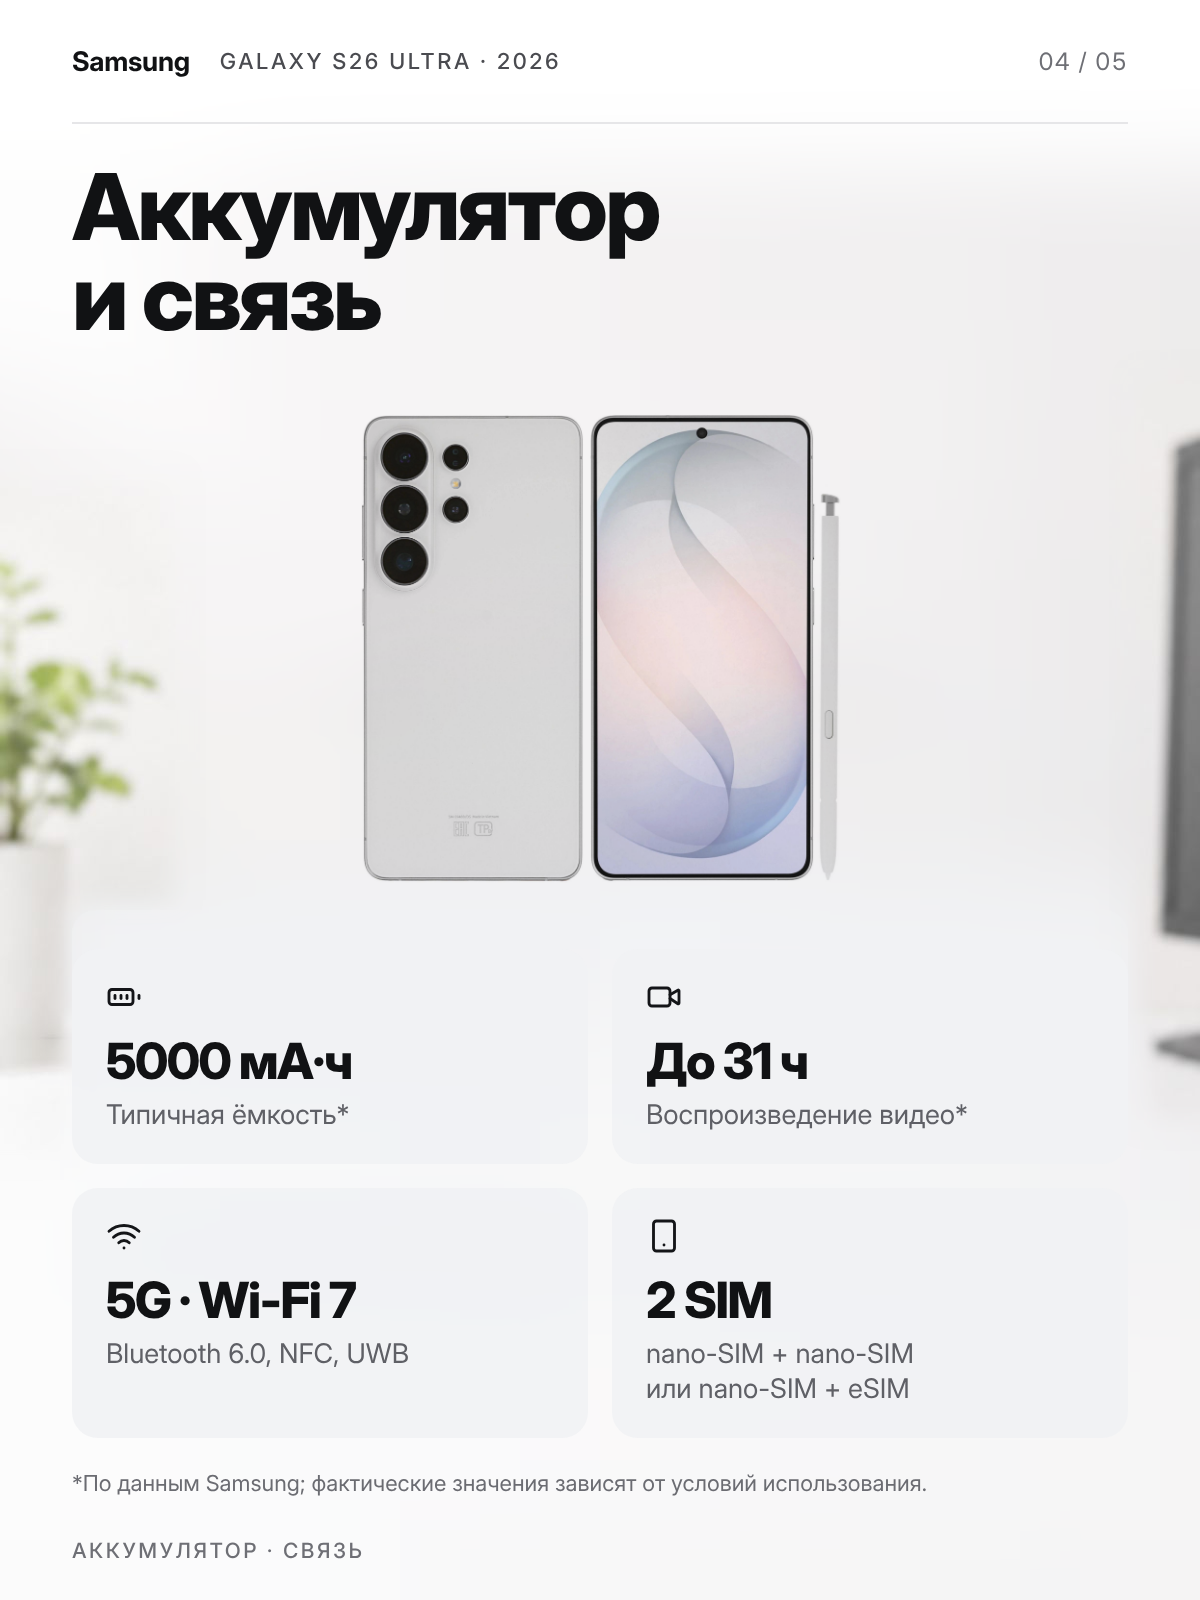 Samsung GALAXY S26 ULTRA · 2026 04 / 05
Аккумулятор
и связь
5000 мА·ч
Типичная ёмкость*
До 31 ч
Воспроизведение видео*
5G · Wi-Fi 7
Bluetooth 6.0, NFC, UWB
2 SIM
nano-SIM + nano-SIM
или nano-SIM + eSIM
*По данным Samsung; фактические значения зависят от условий использования.
АККУМУЛЯТОР · СВЯЗЬ